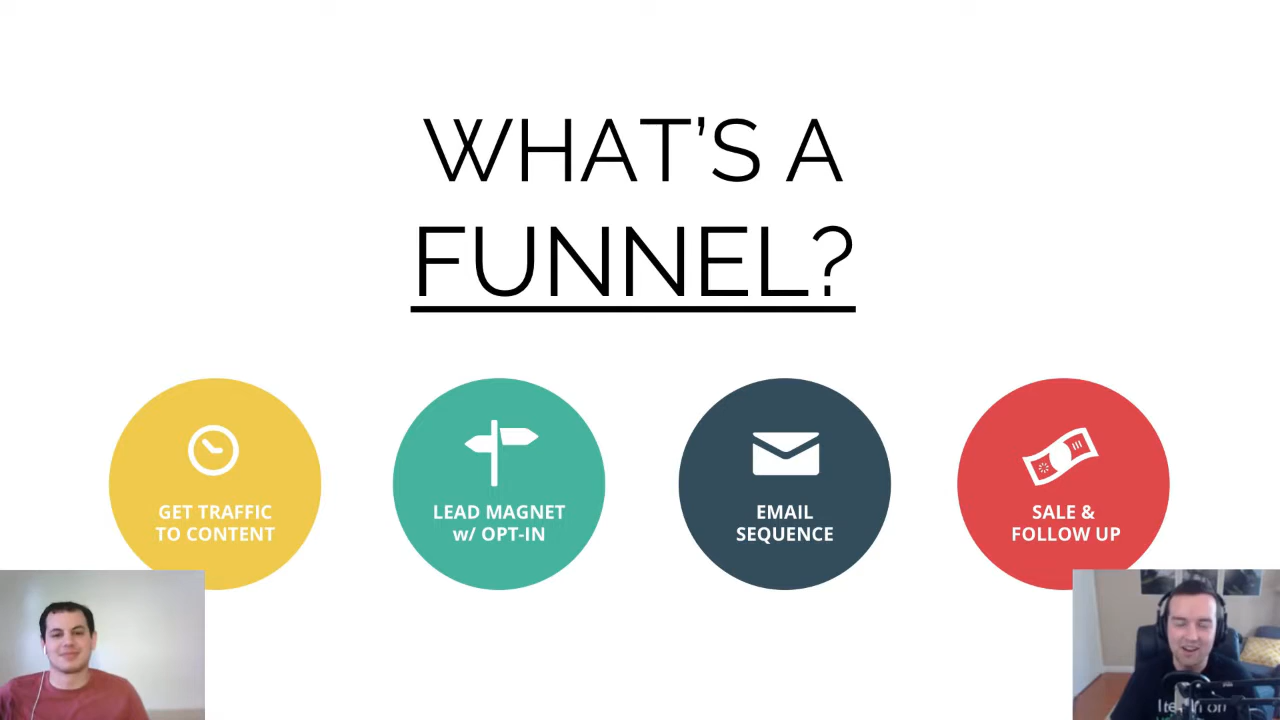 WHAT'S A
FUNNEL?
GET TRAFFIC
TO CONTENT
LEAD MAGNET
w/ OPT-IN
EMAIL
SEQUENCE
SALE &
FOLLOW UP